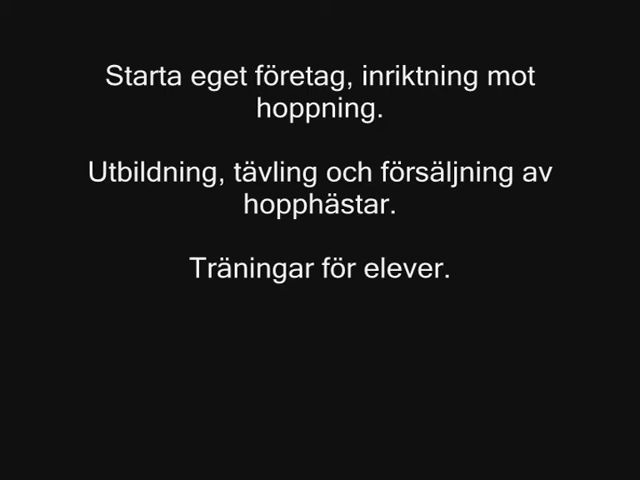 Starta eget företag, inriktning mot
hoppning.
Utbildning, tävling och försäljning av
hopphästar.
Träningar för elever.